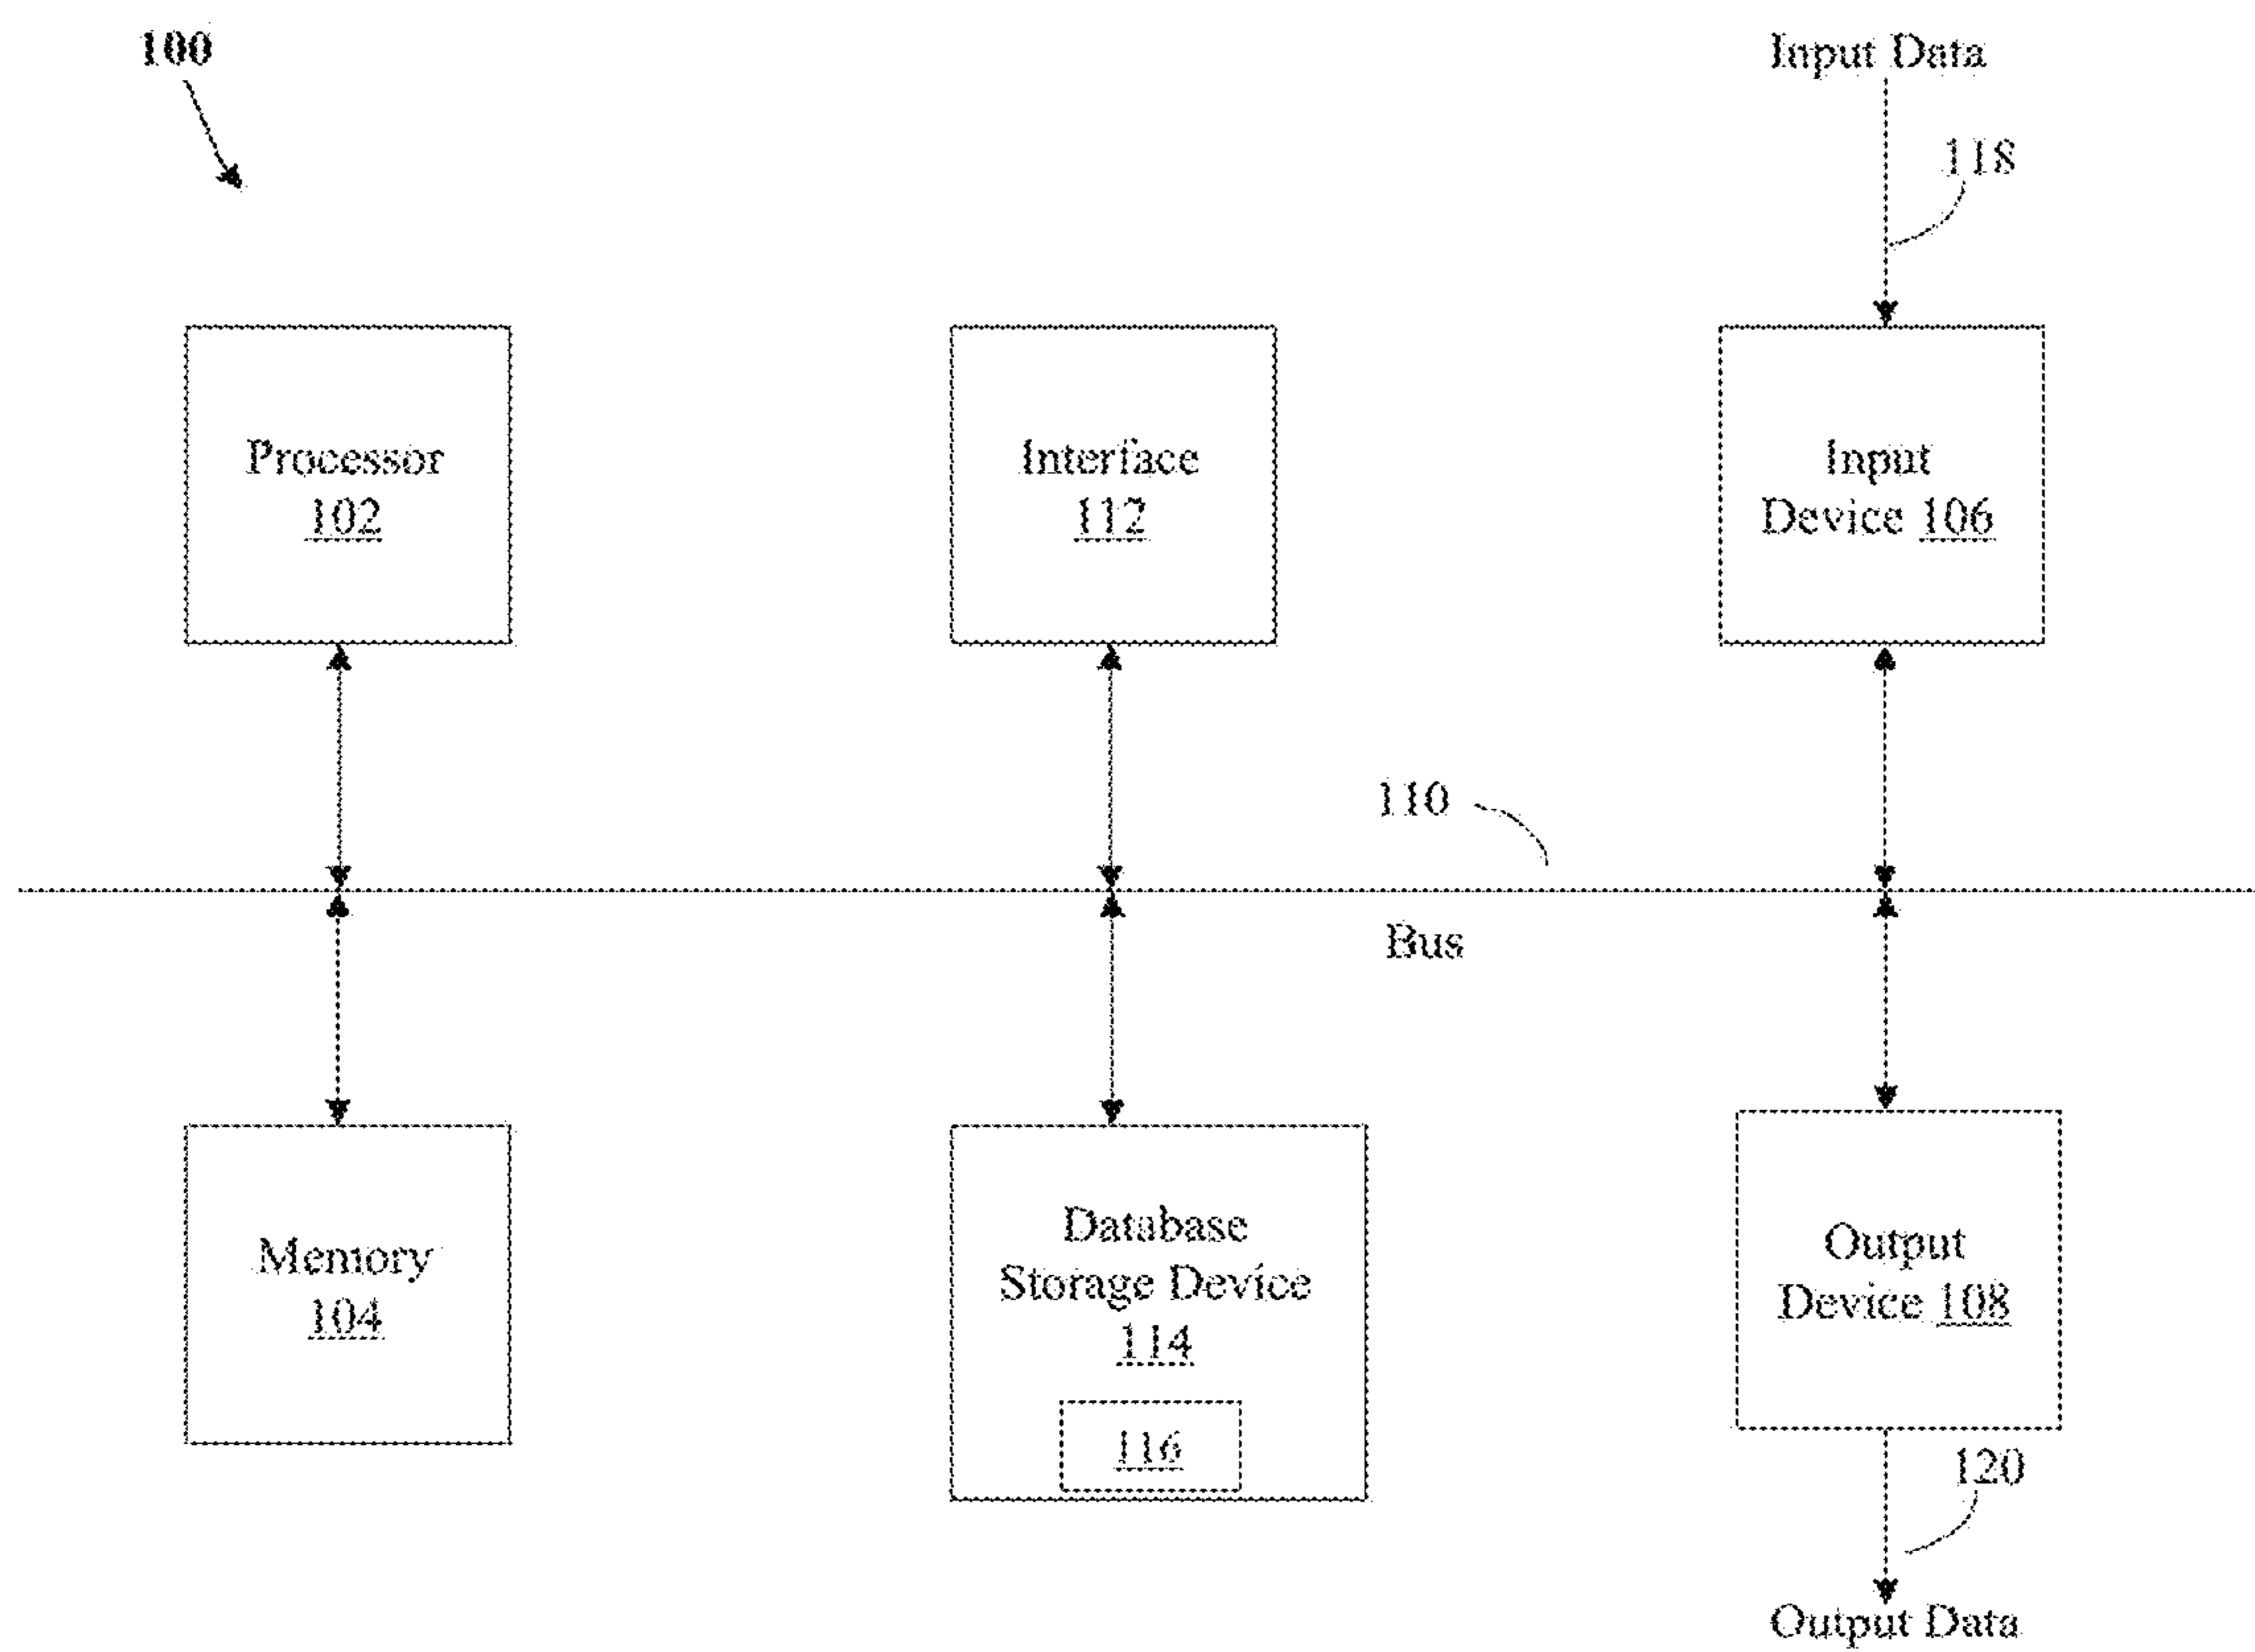 100
Input Data
118
Processor
102
Interface
112
Input
Device 106
110
Bus
Memory
104
Database
Storage Device
114
116
Output
Device 108
120
Output Data